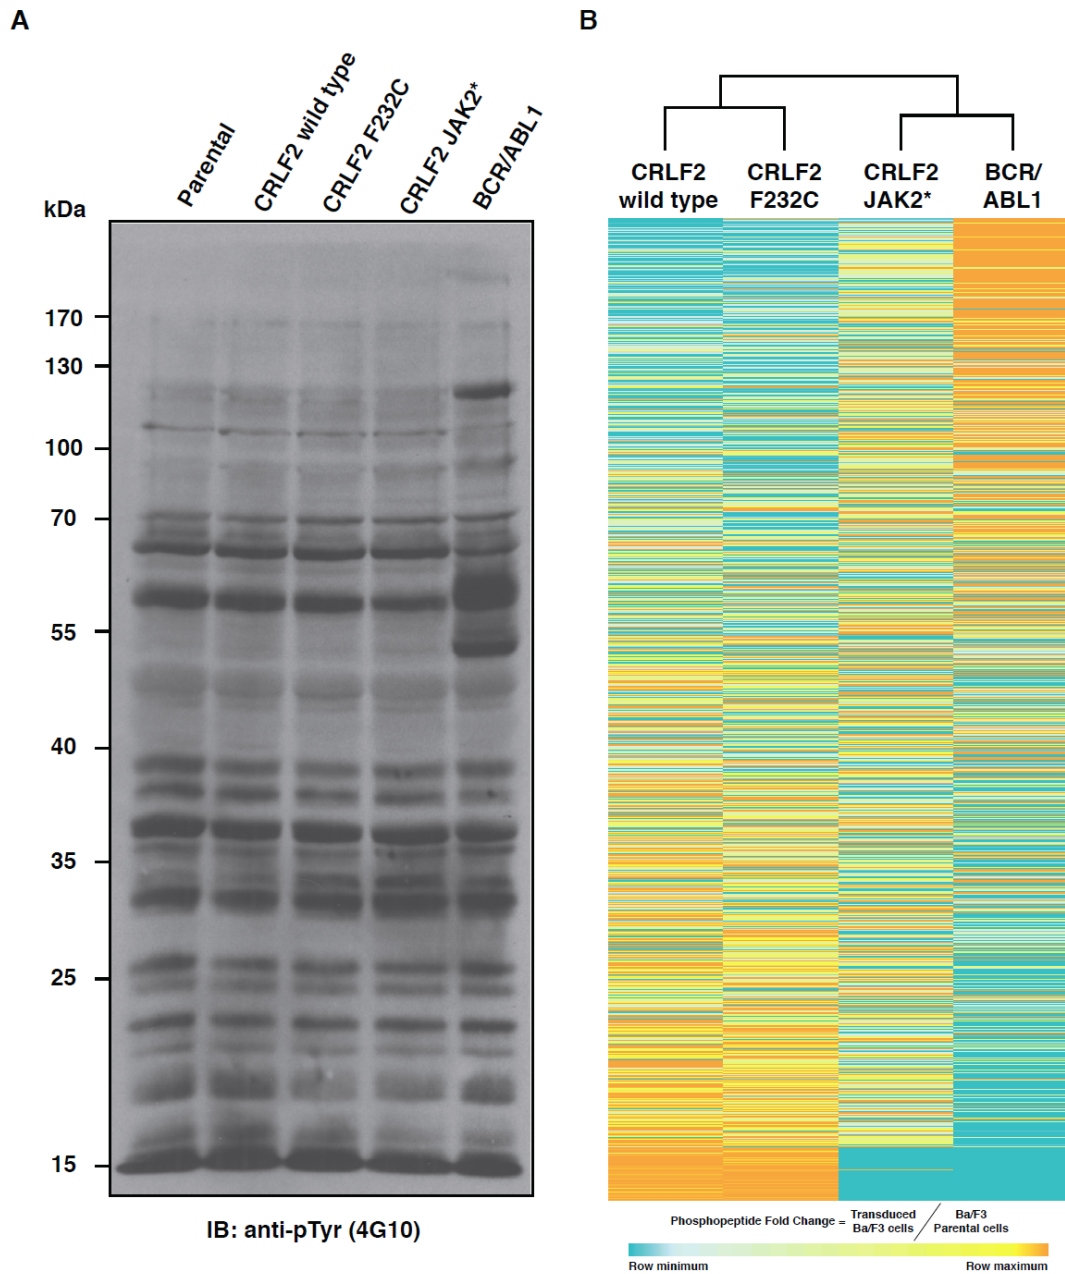 A
B
Parental
CRLF2 wild type
CRLF2 F232C
CRLF2 JAK2*
BCR/ABL1
kDa
170
130
100
70
55
40
35
25
15
IB: anti-pTyr (4G10)
CRLF2
wild type
CRLF2
F232C
CRLF2
JAK2*
BCR/
ABL1
Phosphopeptide Fold Change = Transduced Ba/F3 cells / Ba/F3 Parental cells
Row minimum
Row maximum